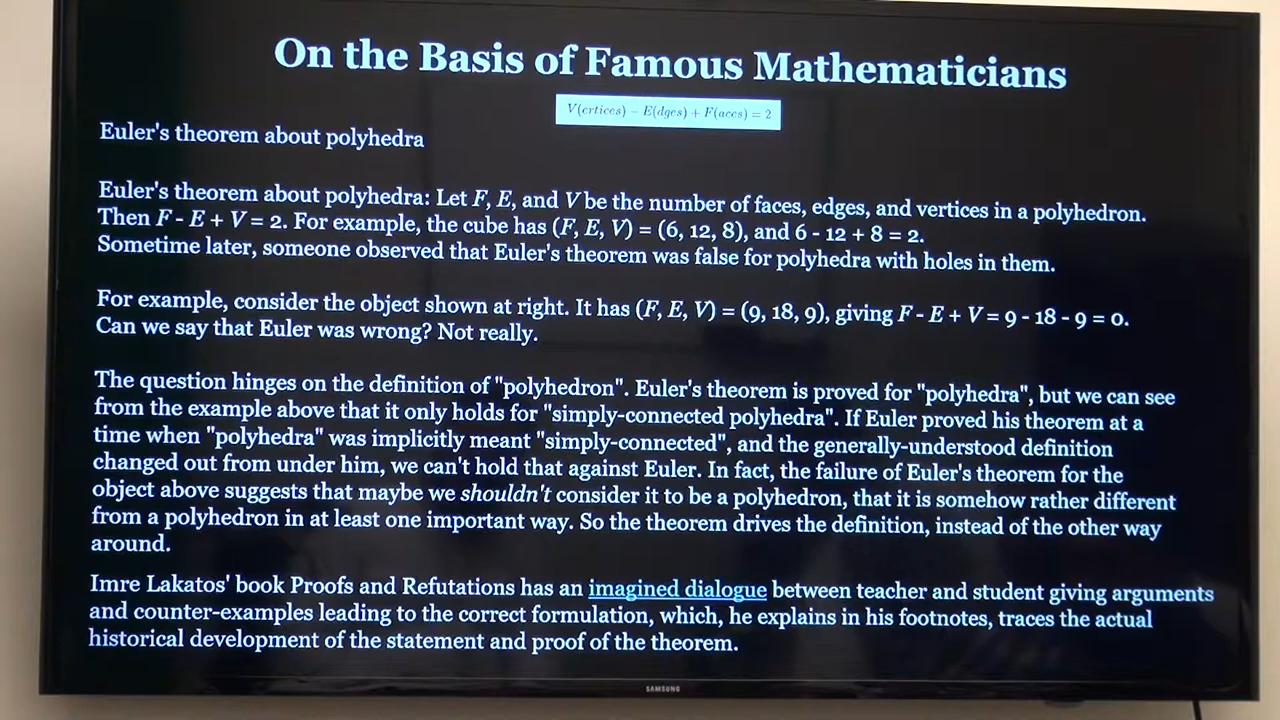 On the Basis of Famous Mathematicians
V(ertices) − E(dges) + F(aces) = 2
Euler's theorem about polyhedra
Euler's theorem about polyhedra: Let F, E, and V be the number of faces, edges, and vertices in a polyhedron.
Then F - E + V = 2. For example, the cube has (F, E, V) = (6, 12, 8), and 6 - 12 + 8 = 2.
Sometime later, someone observed that Euler's theorem was false for polyhedra with holes in them.
For example, consider the object shown at right. It has (F, E, V) = (9, 18, 9), giving F - E + V = 9 - 18 - 9 = 0.
Can we say that Euler was wrong? Not really.
The question hinges on the definition of "polyhedron". Euler's theorem is proved for "polyhedra", but we can see
from the example above that it only holds for "simply-connected polyhedra". If Euler proved his theorem at a
time when "polyhedra" was implicitly meant "simply-connected", and the generally-understood definition
changed out from under him, we can't hold that against Euler. In fact, the failure of Euler's theorem for the
object above suggests that maybe we shouldn't consider it to be a polyhedron, that it is somehow rather different
from a polyhedron in at least one important way. So the theorem drives the definition, instead of the other way
around.
Imre Lakatos' book Proofs and Refutations has an imagined dialogue between teacher and student giving arguments
and counter-examples leading to the correct formulation, which, he explains in his footnotes, traces the actual
historical development of the statement and proof of the theorem.
SAMSUNG